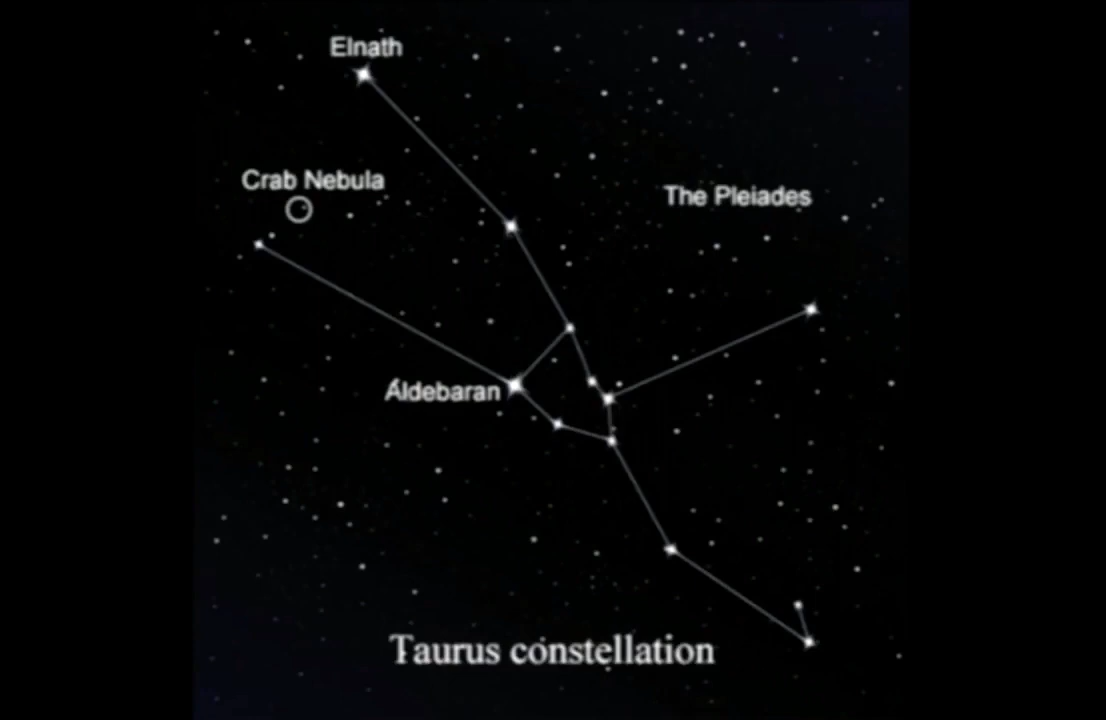 Elnath
Crab Nebula
The Pleiades
Aldebaran
Taurus constellation